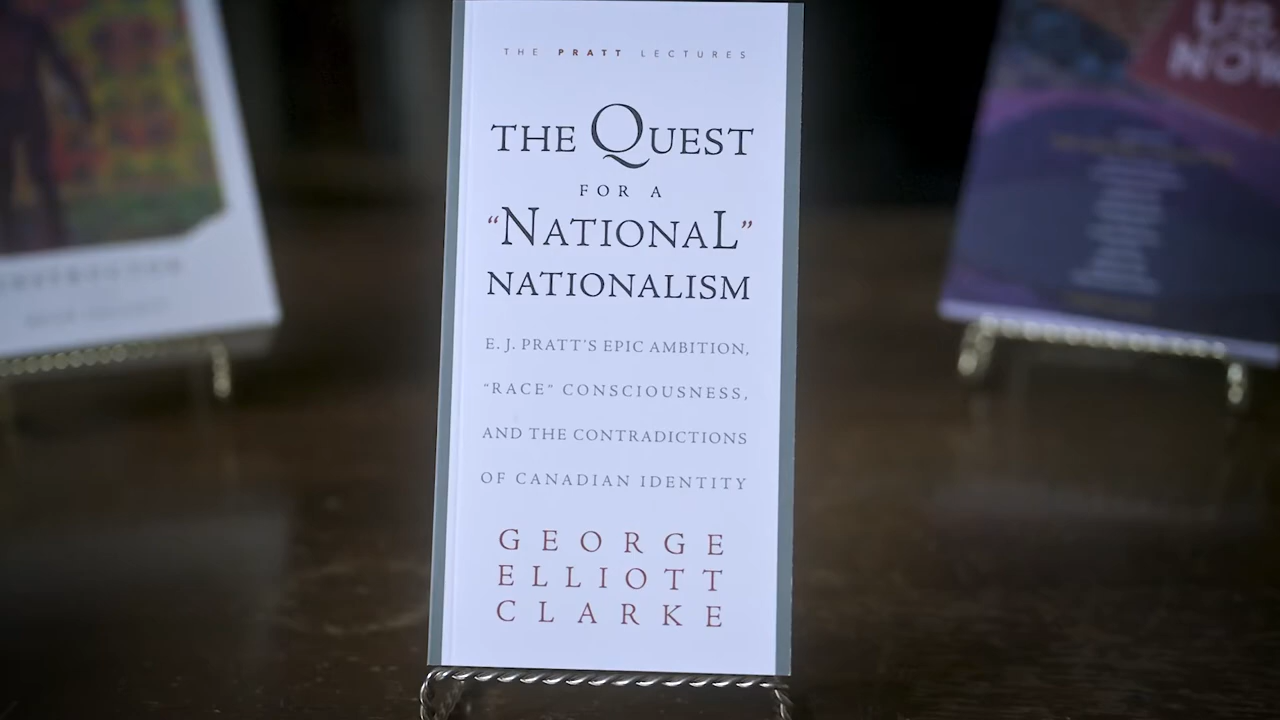 THE PRATT LECTURES
THE QUEST
FOR A
“NATIONAL”
NATIONALISM
E. J. PRATT'S EPIC AMBITION,
"RACE" CONSCIOUSNESS,
AND THE CONTRADICTIONS
OF CANADIAN IDENTITY
GEORGE
ELLIOTT
CLARKE
NOW